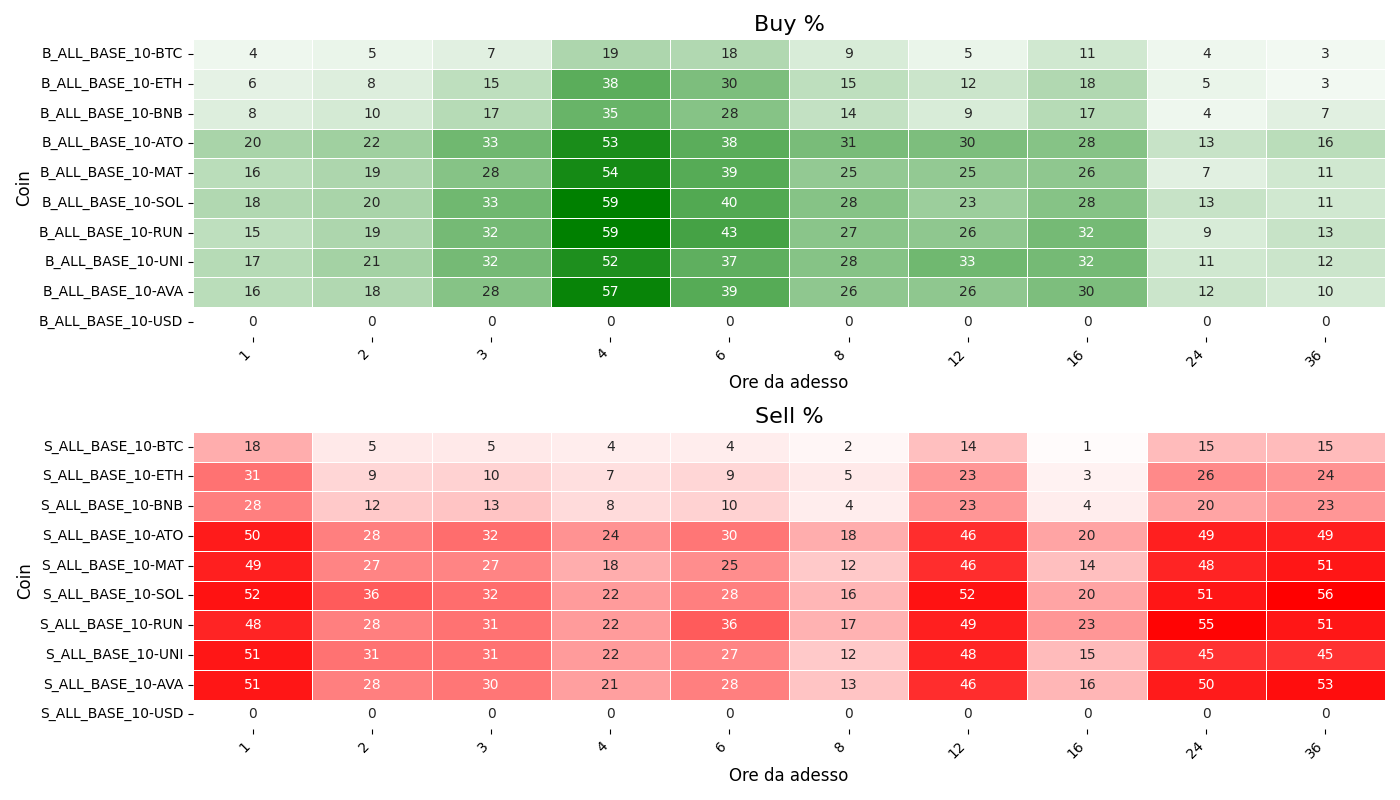 Buy %
Coin
B_ALL_BASE_10-BTC 4 5 7 19 18 9 5 11 4 3
B_ALL_BASE_10-ETH 6 8 15 38 30 15 12 18 5 3
B_ALL_BASE_10-BNB 8 10 17 35 28 14 9 17 4 7
B_ALL_BASE_10-ATO 20 22 33 53 38 31 30 28 13 16
B_ALL_BASE_10-MAT 16 19 28 54 39 25 25 26 7 11
B_ALL_BASE_10-SOL 18 20 33 59 40 28 23 28 13 11
B_ALL_BASE_10-RUN 15 19 32 59 43 27 26 32 9 13
B_ALL_BASE_10-UNI 17 21 32 52 37 28 33 32 11 12
B_ALL_BASE_10-AVA 16 18 28 57 39 26 26 30 12 10
B_ALL_BASE_10-USD 0 0 0 0 0 0 0 0 0 0
1 2 3 4 6 8 12 16 24 36
Ore da adesso
Sell %
Coin
S_ALL_BASE_10-BTC 18 5 5 4 4 2 14 1 15 15
S_ALL_BASE_10-ETH 31 9 10 7 9 5 23 3 26 24
S_ALL_BASE_10-BNB 28 12 13 8 10 4 23 4 20 23
S_ALL_BASE_10-ATO 50 28 32 24 30 18 46 20 49 49
S_ALL_BASE_10-MAT 49 27 27 18 25 12 46 14 48 51
S_ALL_BASE_10-SOL 52 36 32 22 28 16 52 20 51 56
S_ALL_BASE_10-RUN 48 28 31 22 36 17 49 23 55 51
S_ALL_BASE_10-UNI 51 31 31 22 27 12 48 15 45 45
S_ALL_BASE_10-AVA 51 28 30 21 28 13 46 16 50 53
S_ALL_BASE_10-USD 0 0 0 0 0 0 0 0 0 0
1 2 3 4 6 8 12 16 24 36
Ore da adesso